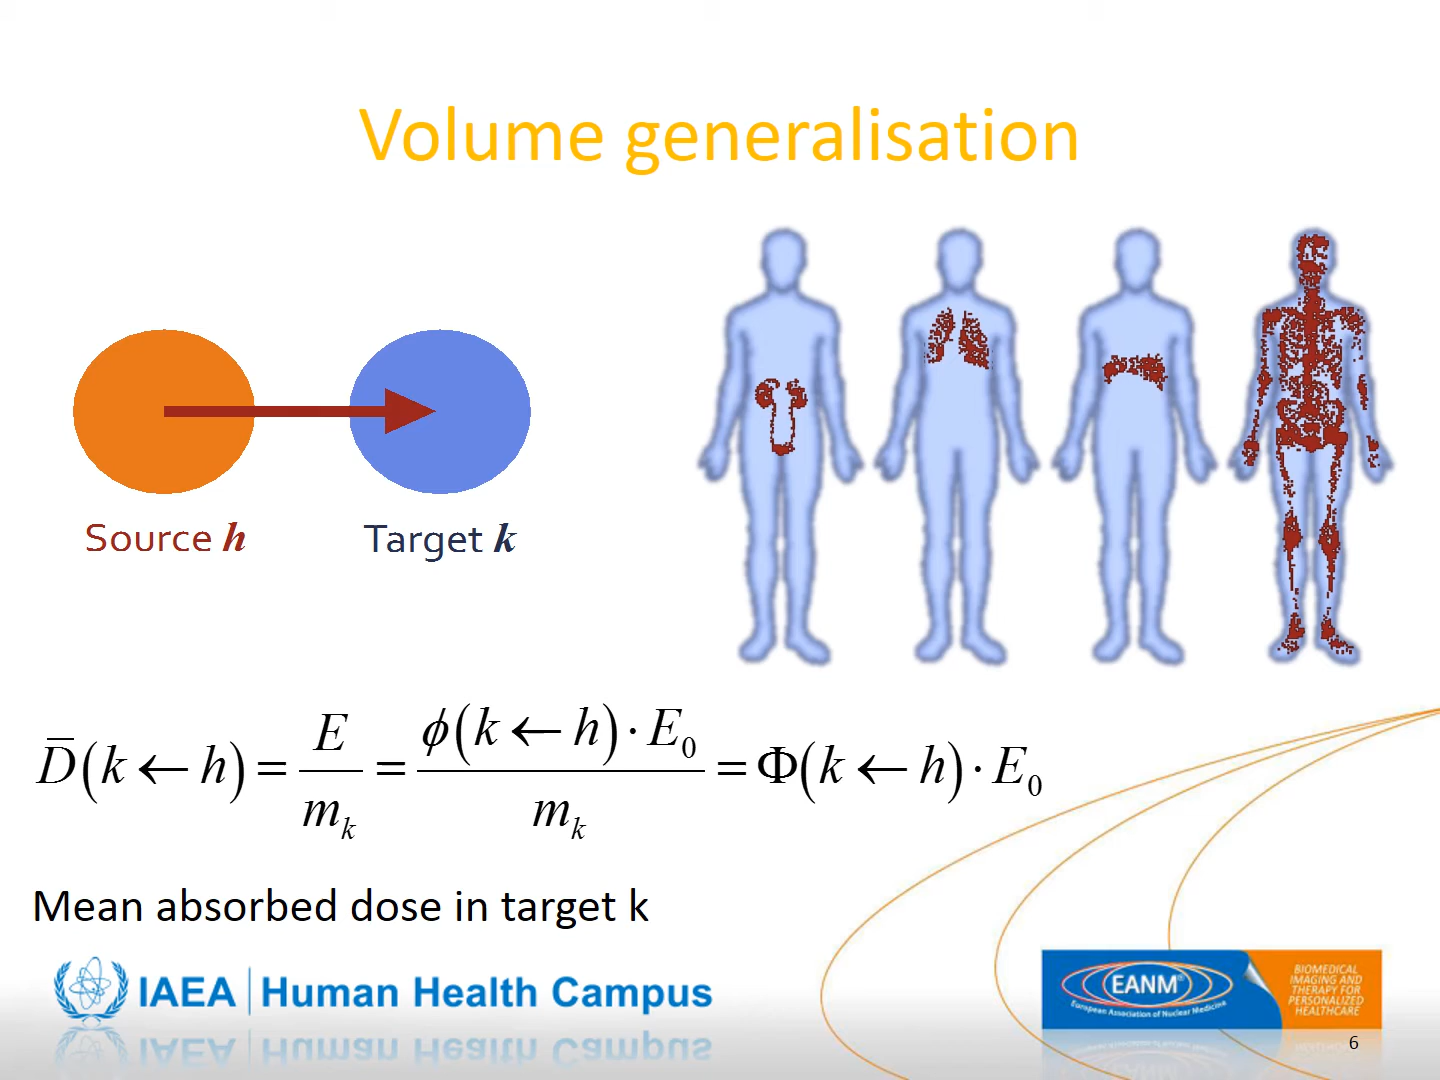 Volume generalisation
Source h
Target k
D̅(k ← h) = E / m_k = ϕ(k ← h) · E_0 / m_k = Φ(k ← h) · E_0
Mean absorbed dose in target k
IAEA | Human Health Campus
EANM®
European Association of Nuclear Medicine
BIOMEDICAL
IMAGING AND
THERAPY FOR
PERSONALIZED
HEALTHCARE
6